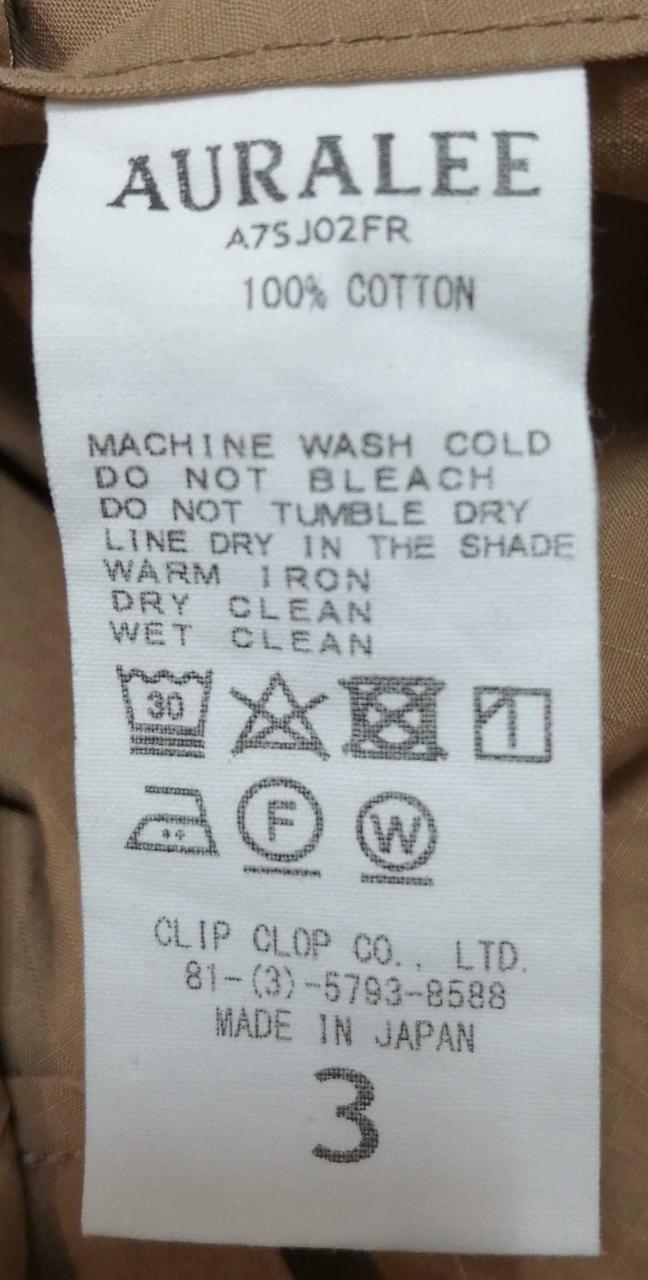 AURALEE
A7SJ02FR
100% COTTON
MACHINE WASH COLD
DO NOT BLEACH
DO NOT TUMBLE DRY
LINE DRY IN THE SHADE
WARM IRON
DRY CLEAN
WET CLEAN
30
F W
CLIP CLOP CO., LTD.
81-(3)-5793-8588
MADE IN JAPAN
3